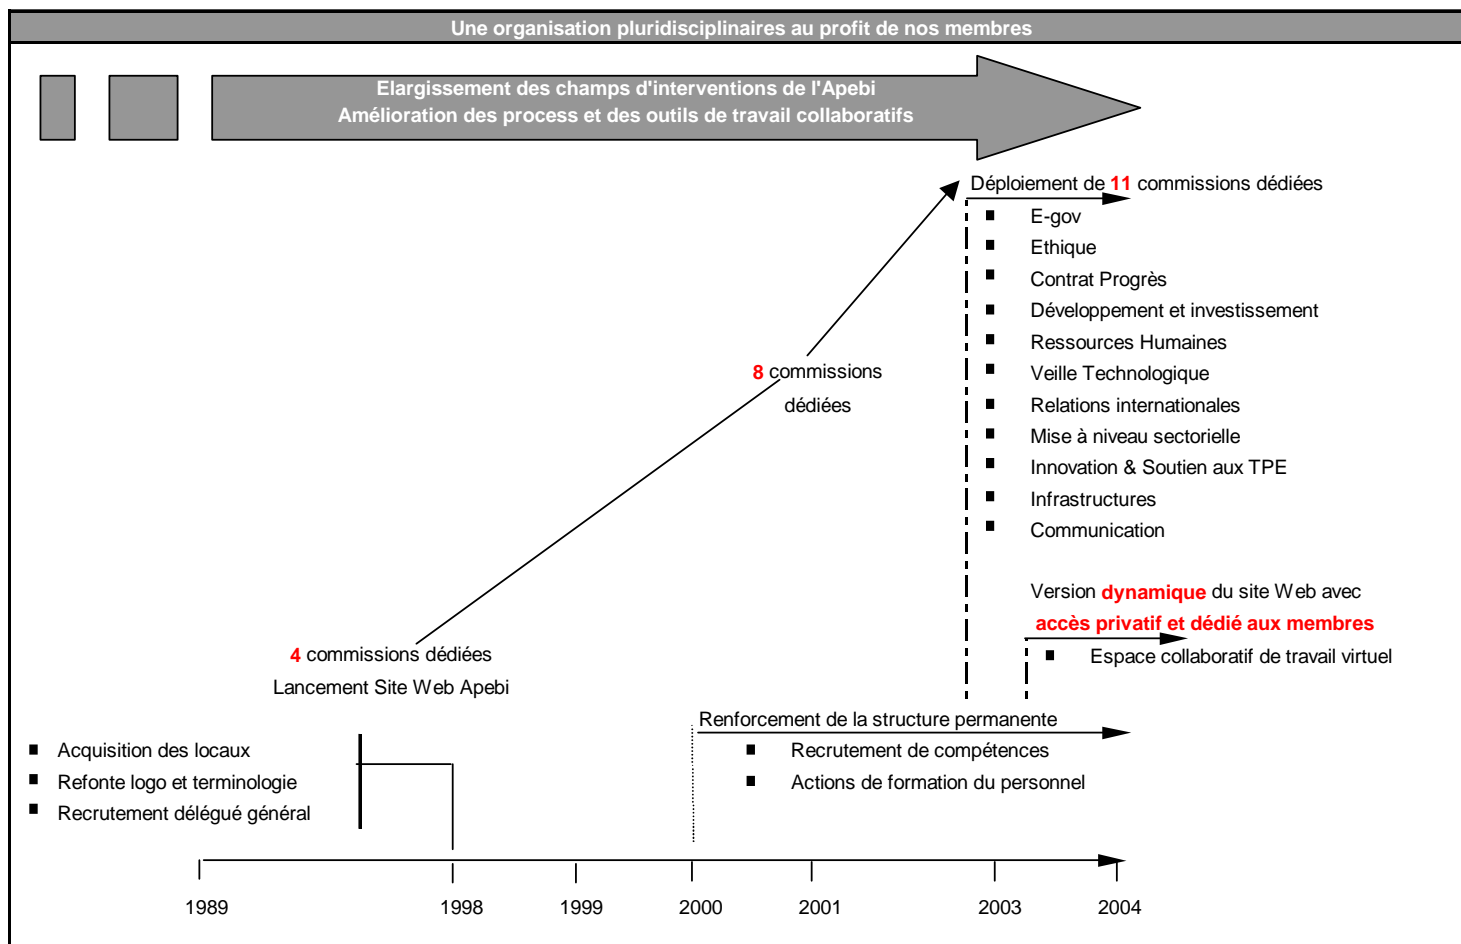 Une organisation pluridisciplinaires au profit de nos membres
Elargissement des champs d'interventions de l'Apebi
Amélioration des process et des outils de travail collaboratifs
Déploiement de 11 commissions dédiées
E-gov
Ethique
Contrat Progrès
Développement et investissement
Ressources Humaines
Veille Technologique
Relations internationales
Mise à niveau sectorielle
Innovation & Soutien aux TPE
Infrastructures
Communication
8 commissions
dédiées
Version dynamique du site Web avec
accès privatif et dédié aux membres
Espace collaboratif de travail virtuel
4 commissions dédiées
Lancement Site Web Apebi
Renforcement de la structure permanente
Recrutement de compétences
Actions de formation du personnel
Acquisition des locaux
Refonte logo et terminologie
Recrutement délégué général
1989 1998 1999 2000 2001 2003 2004